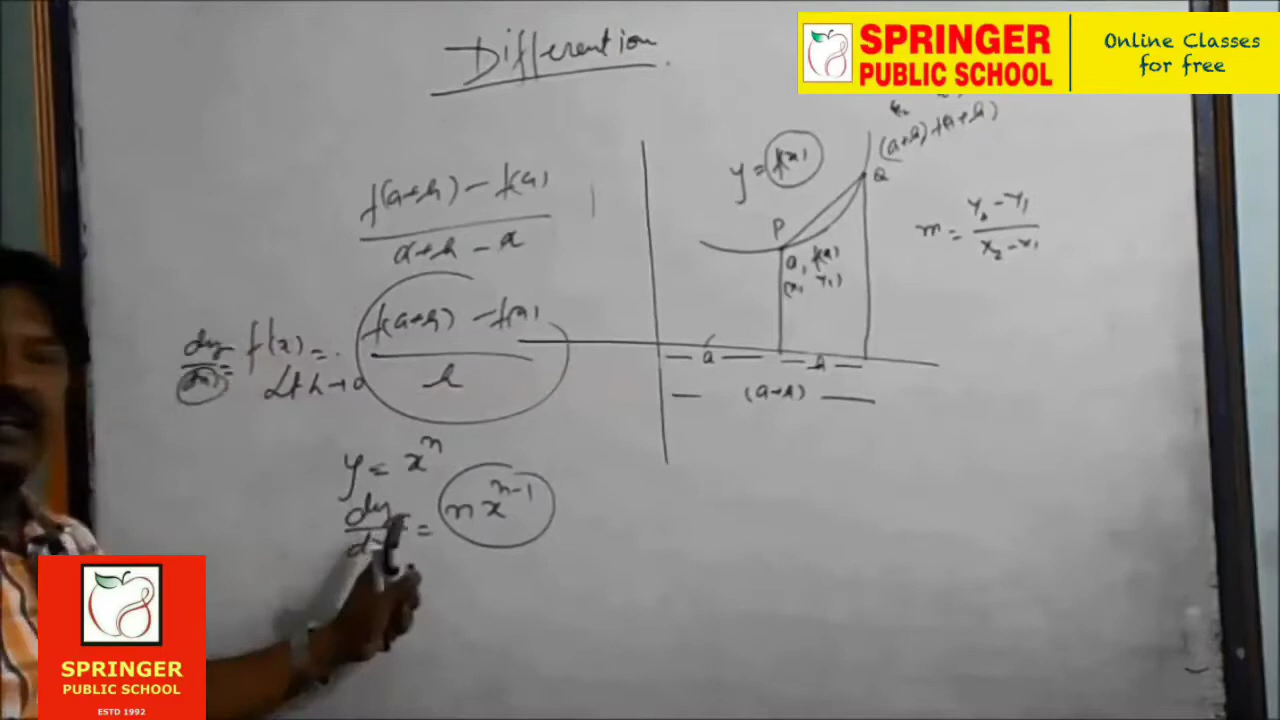 Differention
SPRINGER
PUBLIC SCHOOL
Online Classes
for free
f(a+h) - f(a)
a+h - a
dy/dx = f'(x) = Lt h→0 f(a+h) - f(a) / h
y = x^n
dy/dx = n x^{n-1}
y = f(x)
(a+h) f(a+h)
Q
P
a, f(a)
(x₁ y₁)
m = y₂-y₁ / x₂-x₁
a
h
(a+h)
SPRINGER
PUBLIC SCHOOL
ESTD 1992